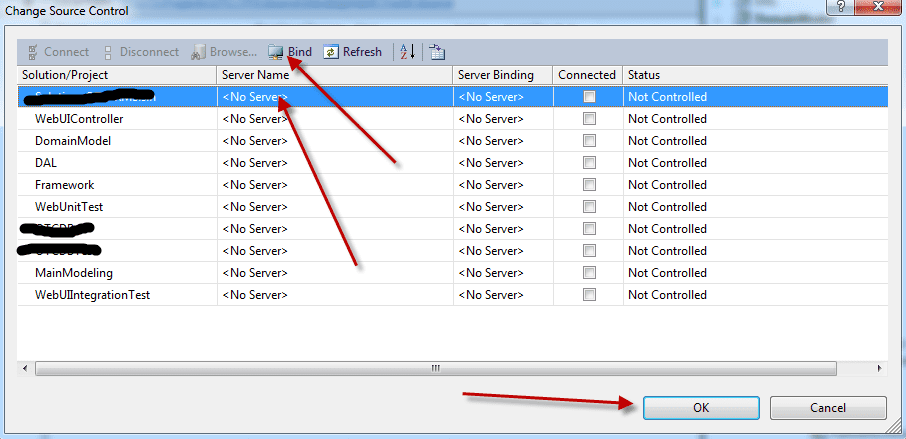 Change Source Control
Connect Disconnect Browse... Bind Refresh
Solution/Project Server Name Server Binding Connected Status
<No Server> <No Server> Not Controlled
WebUIController <No Server> <No Server> Not Controlled
DomainModel <No Server> <No Server> Not Controlled
DAL <No Server> <No Server> Not Controlled
Framework <No Server> <No Server> Not Controlled
WebUnitTest <No Server> <No Server> Not Controlled
<No Server> <No Server> Not Controlled
<No Server> <No Server> Not Controlled
MainModeling <No Server> <No Server> Not Controlled
WebUIIntegrationTest <No Server> <No Server> Not Controlled
OK Cancel